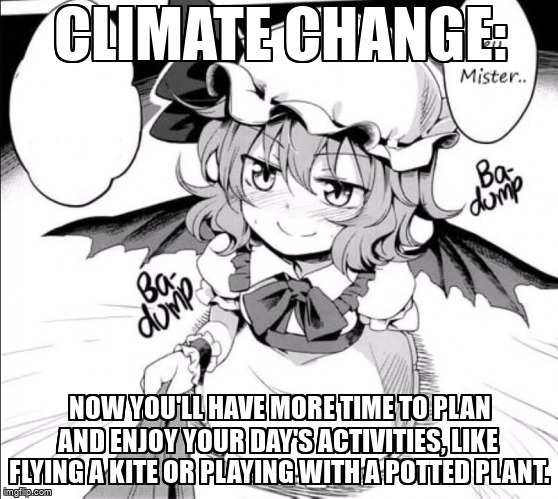 CLIMATE CHANGE:
Mister..
Ba-
dump
Ba-
dump
NOW YOU'LL HAVE MORE TIME TO PLAN
AND ENJOY YOUR DAY'S ACTIVITIES, LIKE
FLYING A KITE OR PLAYING WITH A POTTED PLANT.
imgflip.com